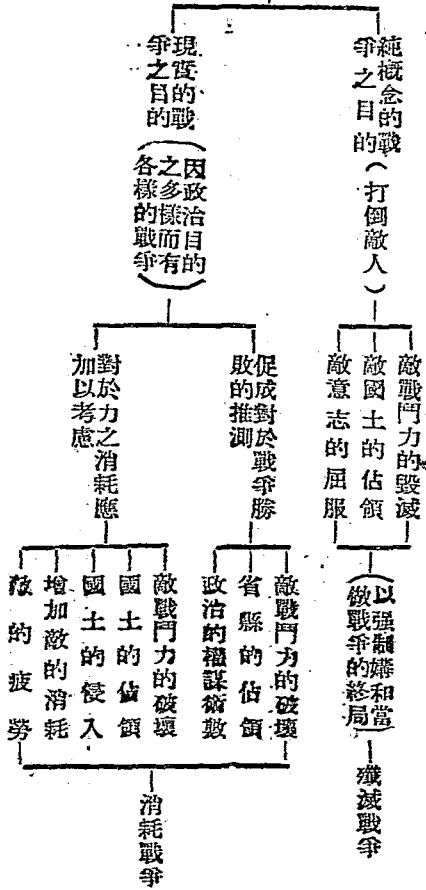 純概念的戰
爭之目的
（打倒敵人）
敵戰鬥力的毀滅
敵國土的佔領
敵意志的屈服
（以强制媾和當
做戰爭的終局）
殲滅戰爭
現實的戰
爭之目的
（因政治目的
之多樣而有
各樣的戰爭）
促成對於戰爭勝
敗的推測
敵戰鬥力的破壞
省縣的佔領
政治的權謀術數
對於力之消耗應
加以考慮
敵戰鬥力的破壞
國土的佔領
國土的侵入
增加敵的消耗
敵的疲勞
消耗戰爭